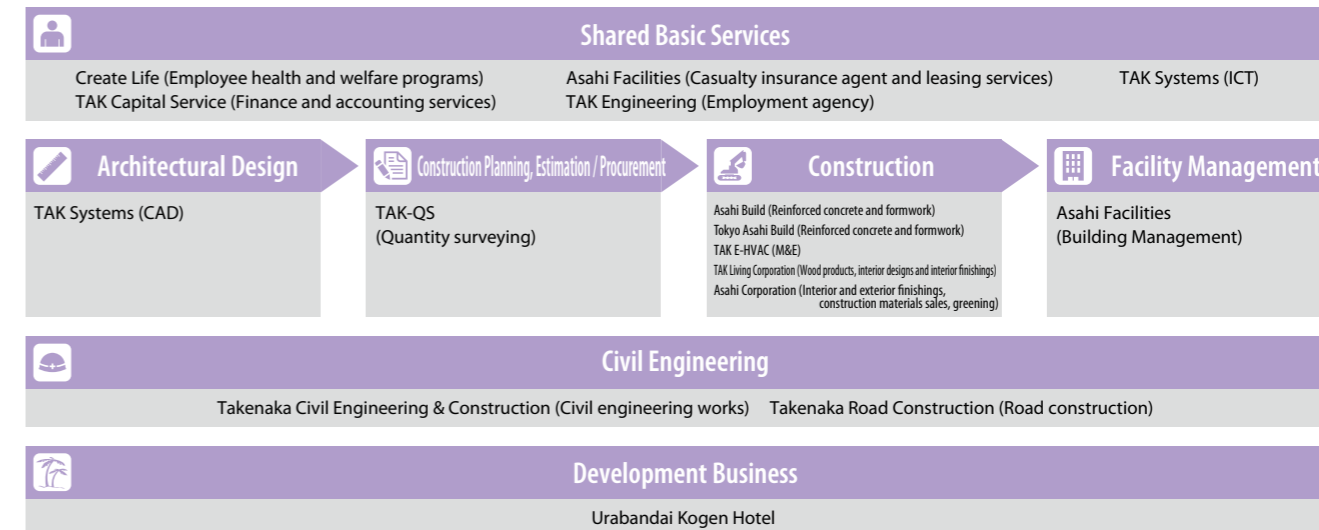 Shared Basic Services
Create Life (Employee health and welfare programs)
TAK Capital Service (Finance and accounting services)
Asahi Facilities (Casualty insurance agent and leasing services)
TAK Engineering (Employment agency)
TAK Systems (ICT)
Architectural Design
TAK Systems (CAD)
Construction Planning, Estimation / Procurement
TAK-QS
(Quantity surveying)
Construction
Asahi Build (Reinforced concrete and formwork)
Tokyo Asahi Build (Reinforced concrete and formwork)
TAK E-HVAC (M&E)
TAK Living Corporation (Wood products, interior designs and interior finishings)
Asahi Corporation (Interior and exterior finishings,
construction materials sales, greening)
Facility Management
Asahi Facilities
(Building Management)
Civil Engineering
Takenaka Civil Engineering & Construction (Civil engineering works) Takenaka Road Construction (Road construction)
Development Business
Urabandai Kogen Hotel